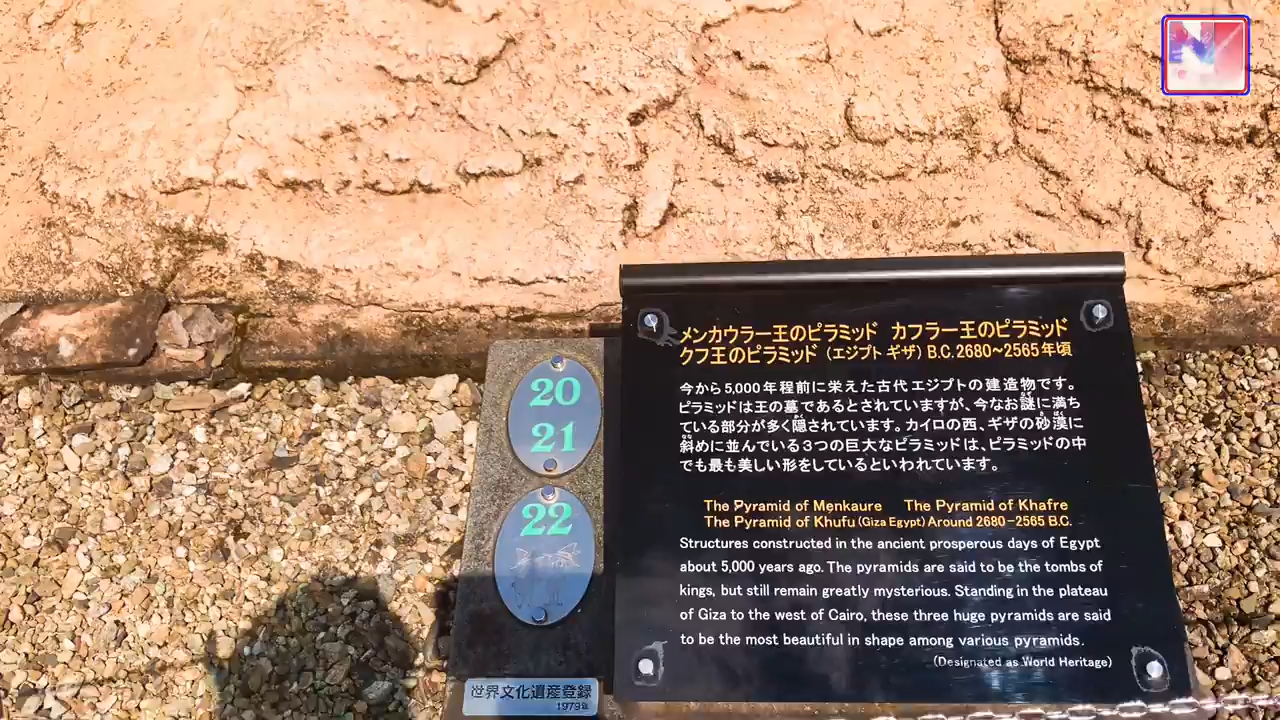 20
21
22
世界文化遺産登録
1979年
メンカウラー王のピラミッド カフラー王のピラミッド
クフ王のピラミッド（エジプト ギザ）B.C.2680~2565年頃
今から5,000年程前に栄えた古代エジプトの建造物です。
ピラミッドは王の墓であるとされていますが、今なお謎に満ち
ている部分が多く隠されています。カイロの西、ギザの砂漠に
斜めに並んでいる3つの巨大なピラミッドは、ピラミッドの中
でも最も美しい形をしているといわれています。
The Pyramid of Menkaure The Pyramid of Khafre
The Pyramid of Khufu (Giza Egypt) Around 2680-2565 B.C.
Structures constructed in the ancient prosperous days of Egypt
about 5,000 years ago. The pyramids are said to be the tombs of
kings, but still remain greatly mysterious. Standing in the plateau
of Giza to the west of Cairo, these three huge pyramids are said
to be the most beautiful in shape among various pyramids.
(Designated as World Heritage)